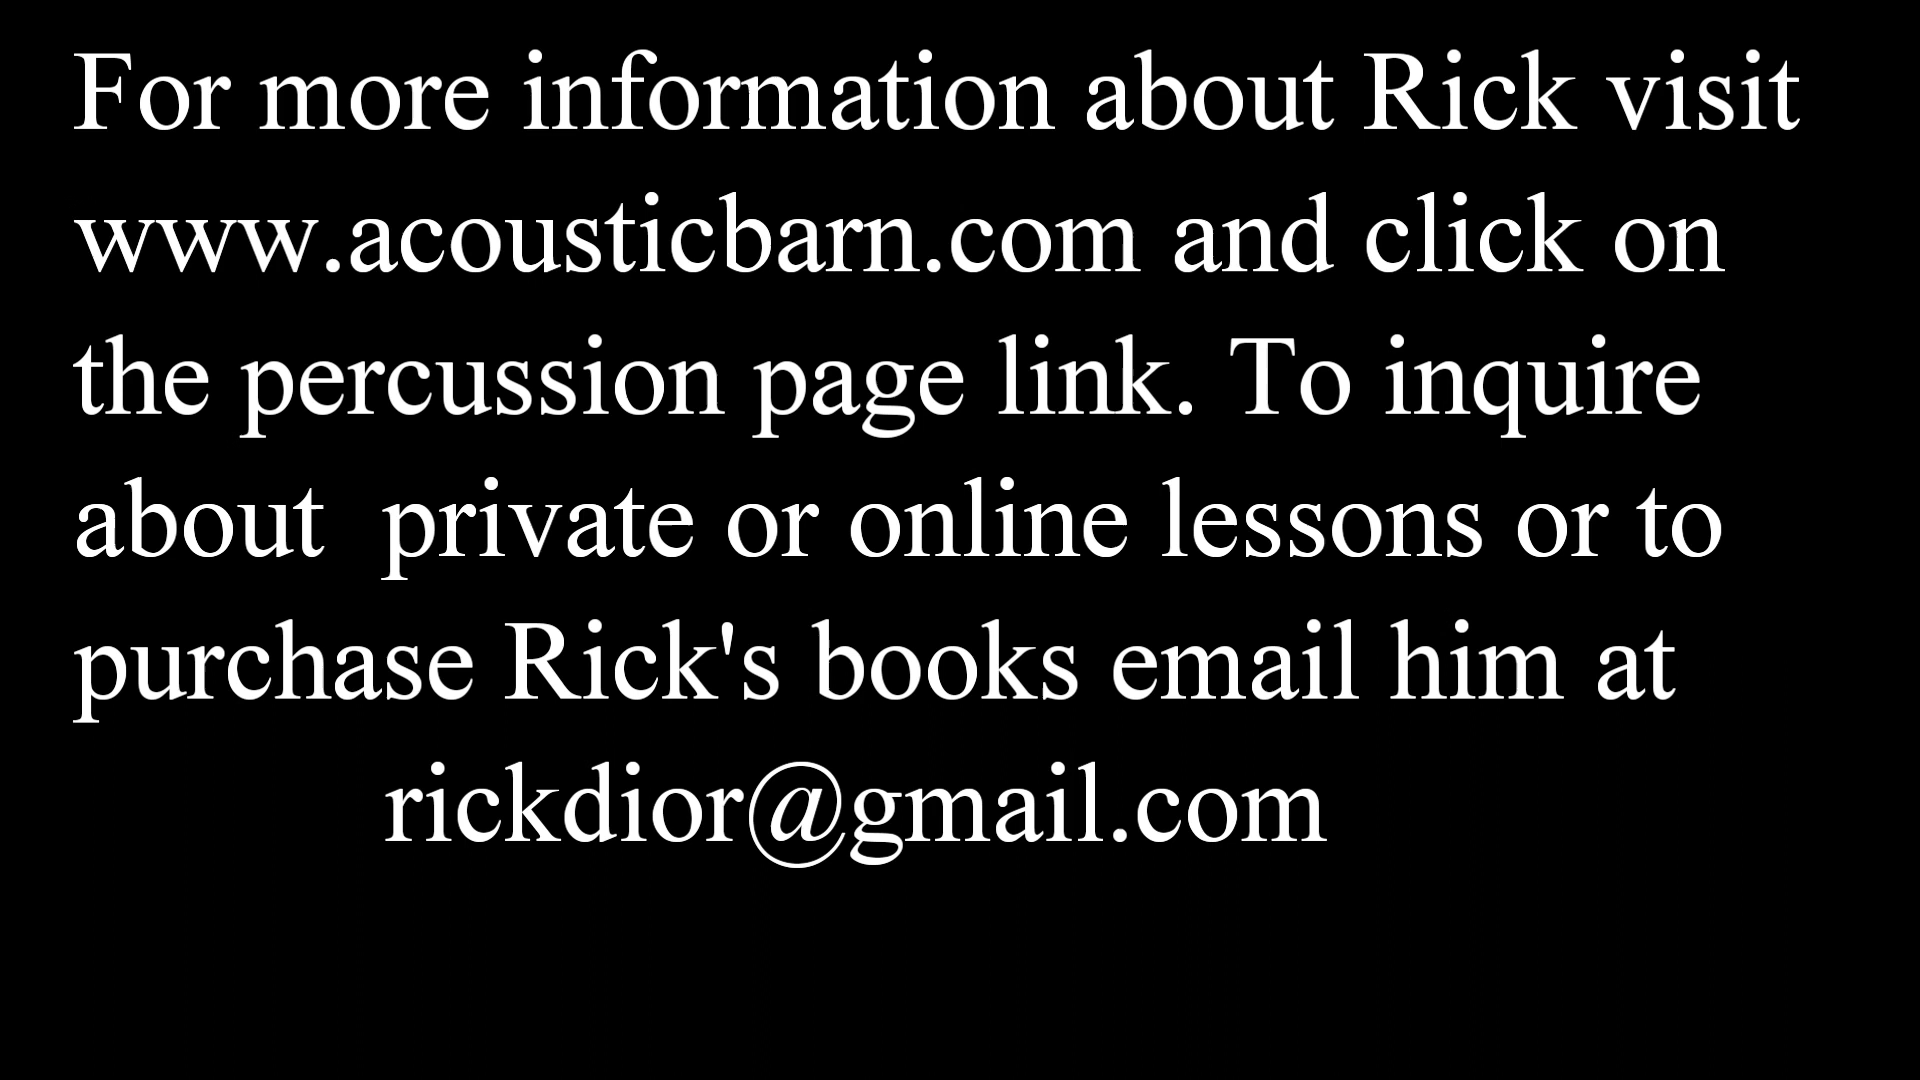 For more information about Rick visit
www.acousticbarn.com and click on
the percussion page link. To inquire
about  private or online lessons or to
purchase Rick's books email him at
rickdior@gmail.com